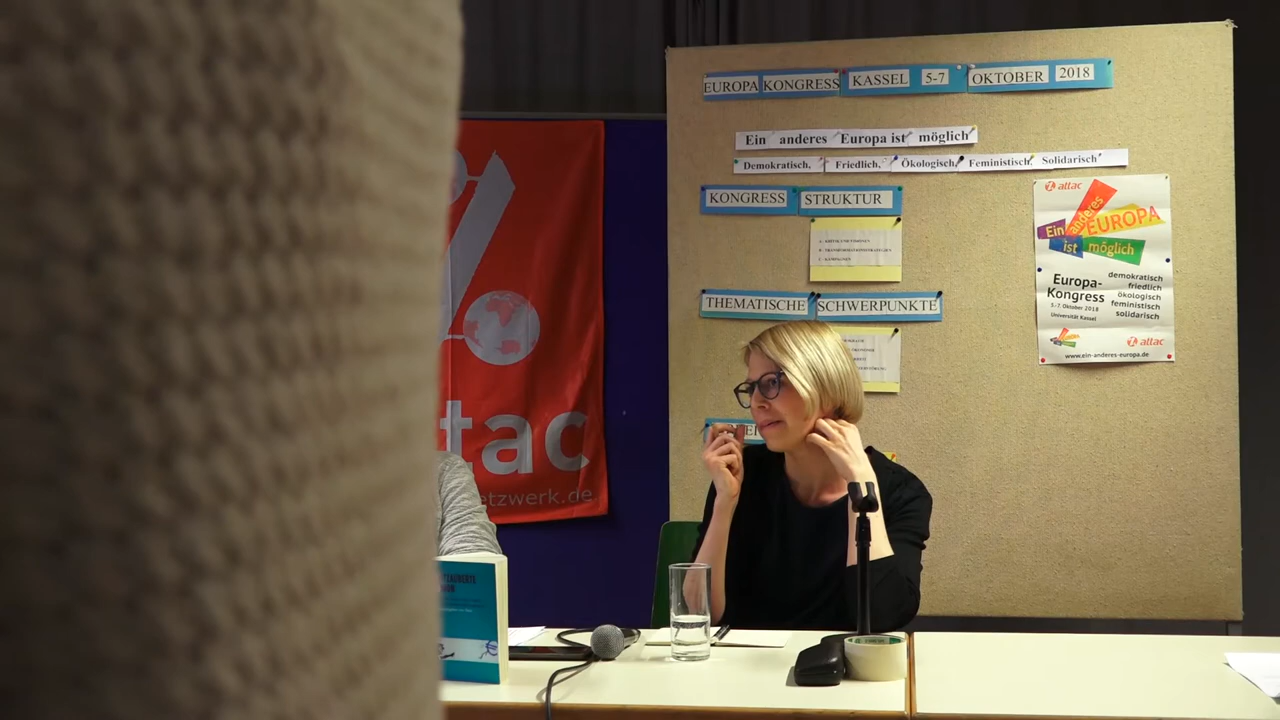 EUROPA KONGRESS KASSEL 5-7 OKTOBER 2018
Ein anderes Europa ist möglich
Demokratisch, Friedlich, Ökologisch, Feministisch, Solidarisch
KONGRESS STRUKTUR
THEMATISCHE SCHWERPUNKTE
attac
Ein anderes EUROPA ist möglich
Europa-Kongress
5-7. Oktober 2018
Universität Kassel
demokratisch
friedlich
ökologisch
feministisch
solidarisch
attac
www.ein-anderes-europa.de
tac
etzwerk.de